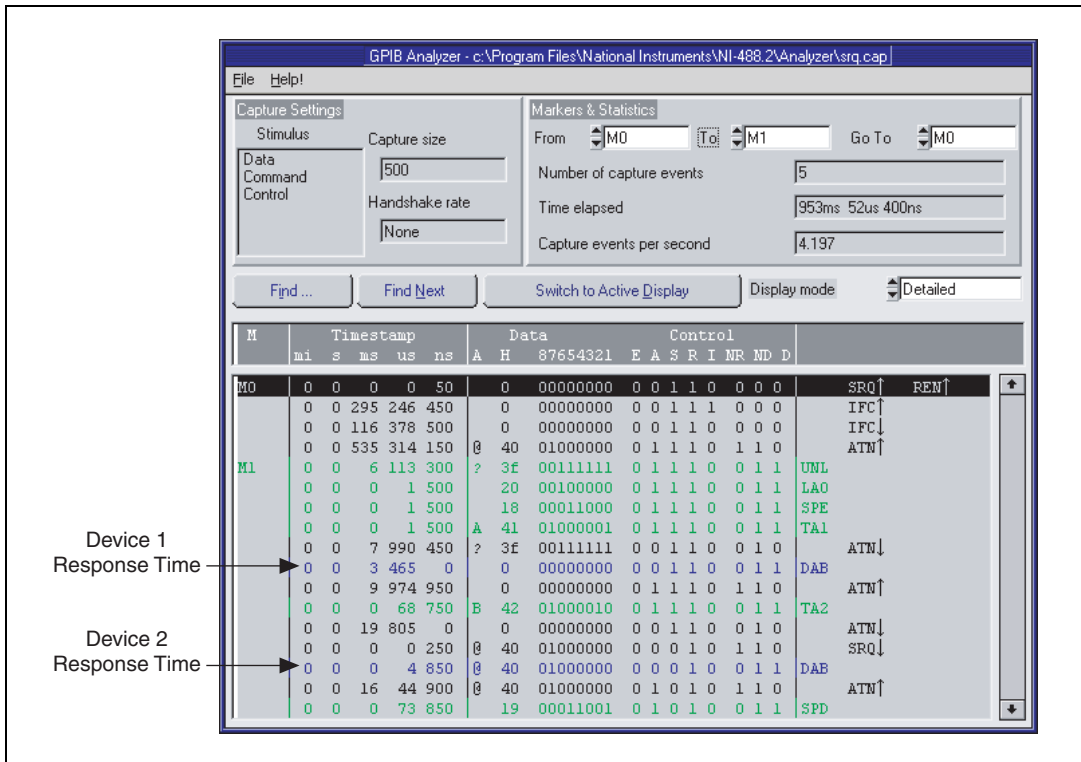 GPIB Analyzer - c:\Program Files\National Instruments\NI-488.2\Analyzer\srq.cap
File Help!
Capture Settings
Stimulus
Data
Command
Control
Capture size
500
Handshake rate
None
Markers & Statistics
From M0 To M1 Go To M0
Number of capture events 5
Time elapsed 953ms 52us 400ns
Capture events per second 4.197
Find ... Find Next Switch to Active Display Display mode Detailed
M Timestamp Data Control
mi s ms us ns A H 87654321 E A S R I NR ND D
M0 0 0 0 0 50 0 00000000 0 0 1 1 0 0 0 0 SRQ↑ REN↑
0 0 295 246 450 0 00000000 0 0 1 1 1 0 0 0 IFC↑
0 0 116 378 500 0 00000000 0 0 1 1 0 0 0 0 IFC↓
0 0 535 314 150 @ 40 01000000 0 1 1 1 0 1 1 0 ATN↑
M1 0 0 6 113 300 ? 3f 00111111 0 1 1 1 0 0 1 1 UNL
0 0 0 1 500 20 00100000 0 1 1 1 0 0 1 1 LA0
0 0 0 1 500 18 00011000 0 1 1 1 0 0 1 1 SPE
0 0 0 1 500 A 41 01000001 0 1 1 1 0 0 1 1 TA1
0 0 7 990 450 ? 3f 00111111 0 0 1 1 0 0 1 0 ATN↓
Device 1
Response Time
0 0 3 465 0 0 00000000 0 0 1 1 0 0 1 1 DAB
0 0 9 974 950 0 00000000 0 1 1 1 0 1 1 0 ATN↑
0 0 0 68 750 B 42 01000010 0 1 1 1 0 0 1 1 TA2
0 0 19 805 0 0 00000000 0 0 1 1 0 0 1 0 ATN↓
0 0 0 0 250 @ 40 01000000 0 0 0 1 0 1 1 0 SRQ↓
Device 2
Response Time
0 0 0 4 850 @ 40 01000000 0 0 0 1 0 0 1 1 DAB
0 0 16 44 900 @ 40 01000000 0 1 0 1 0 1 1 0 ATN↑
0 0 0 73 850 19 00011001 0 1 0 1 0 0 1 1 SPD